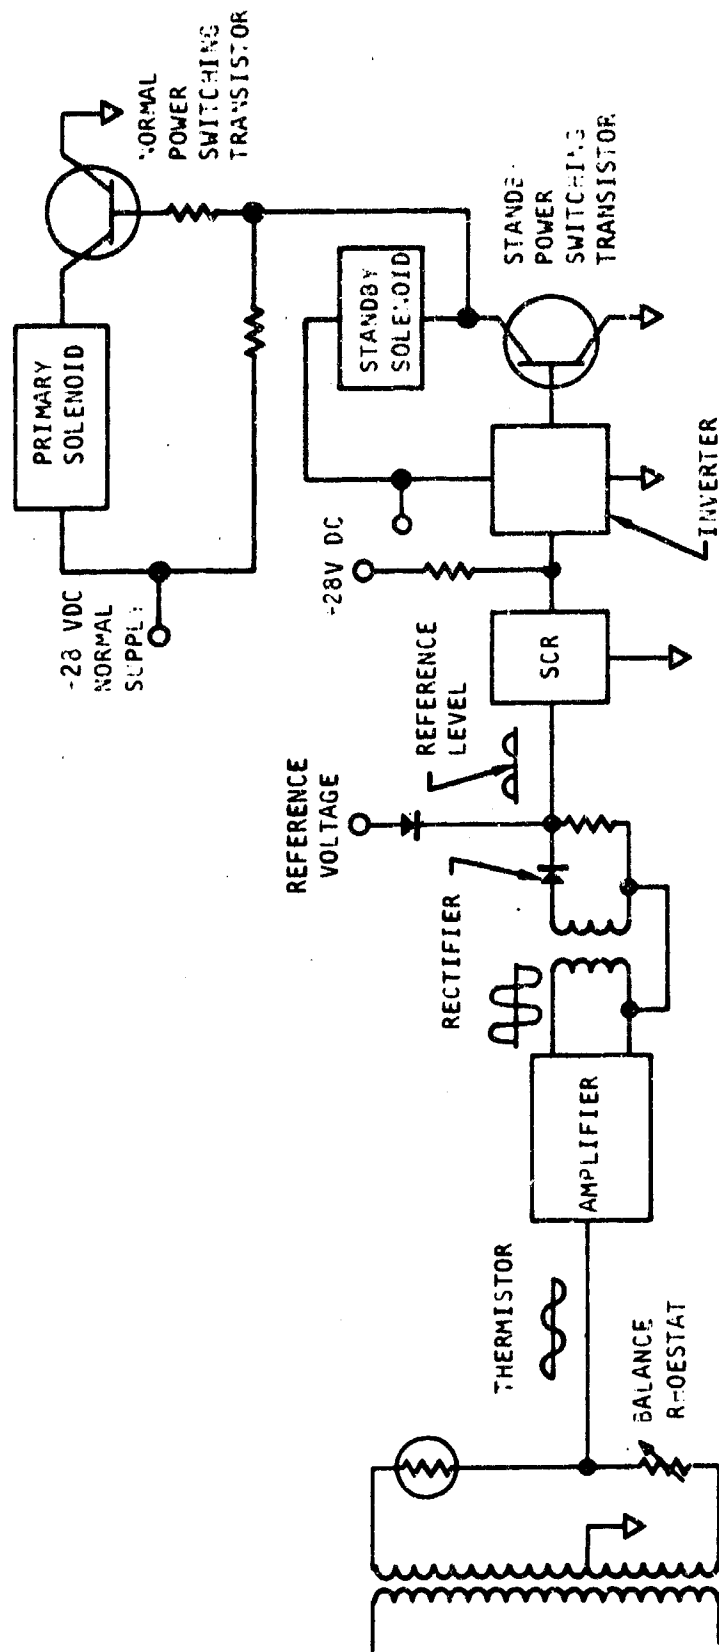 THERMISTOR
BALANCE
AMPLIFIER
RECTIFIER
REFERENCE
VOLTAGE
REFERENCE
LEVEL
SCR
-28V DC
INVERTER
STANDBY
SOLENOID
POWER
SWITCHING
TRANSISTOR
-28 VDC
NORMAL
SUPPLY
PRIMARY
SOLENOID
NORMAL
POWER
SWITCHING
TRANSISTOR